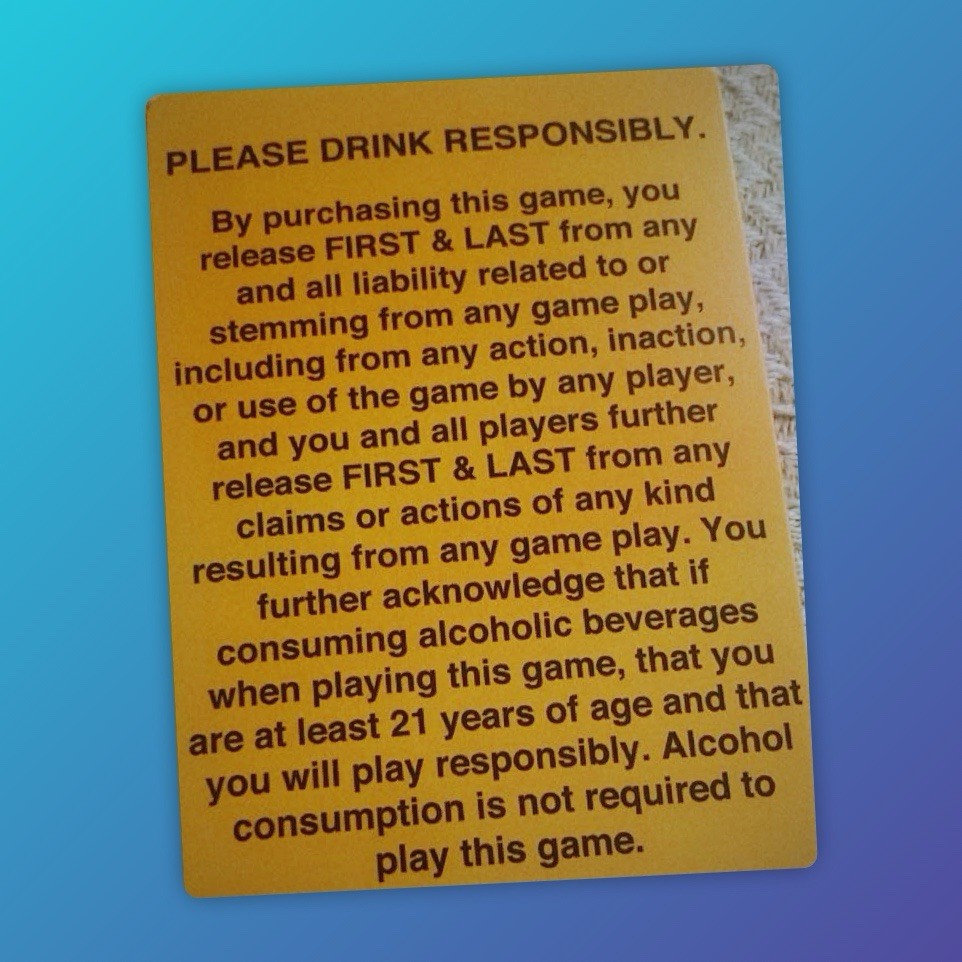 PLEASE DRINK RESPONSIBLY.
By purchasing this game, you
release FIRST & LAST from any
and all liability related to or
stemming from any game play,
including from any action, inaction,
or use of the game by any player,
and you and all players further
release FIRST & LAST from any
claims or actions of any kind
resulting from any game play. You
further acknowledge that if
consuming alcoholic beverages
when playing this game, that you
are at least 21 years of age and that
you will play responsibly. Alcohol
consumption is not required to
play this game.